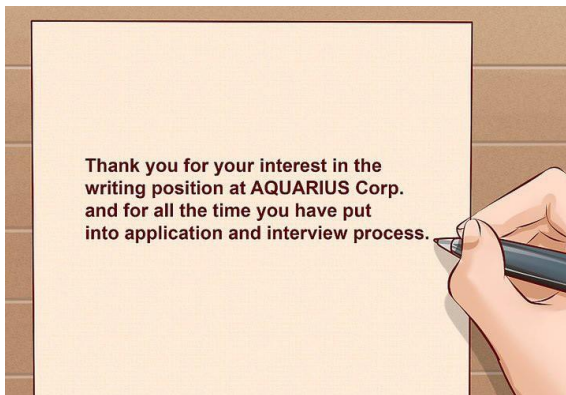 Thank you for your interest in the
writing position at AQUARIUS Corp.
and for all the time you have put
into application and interview process.